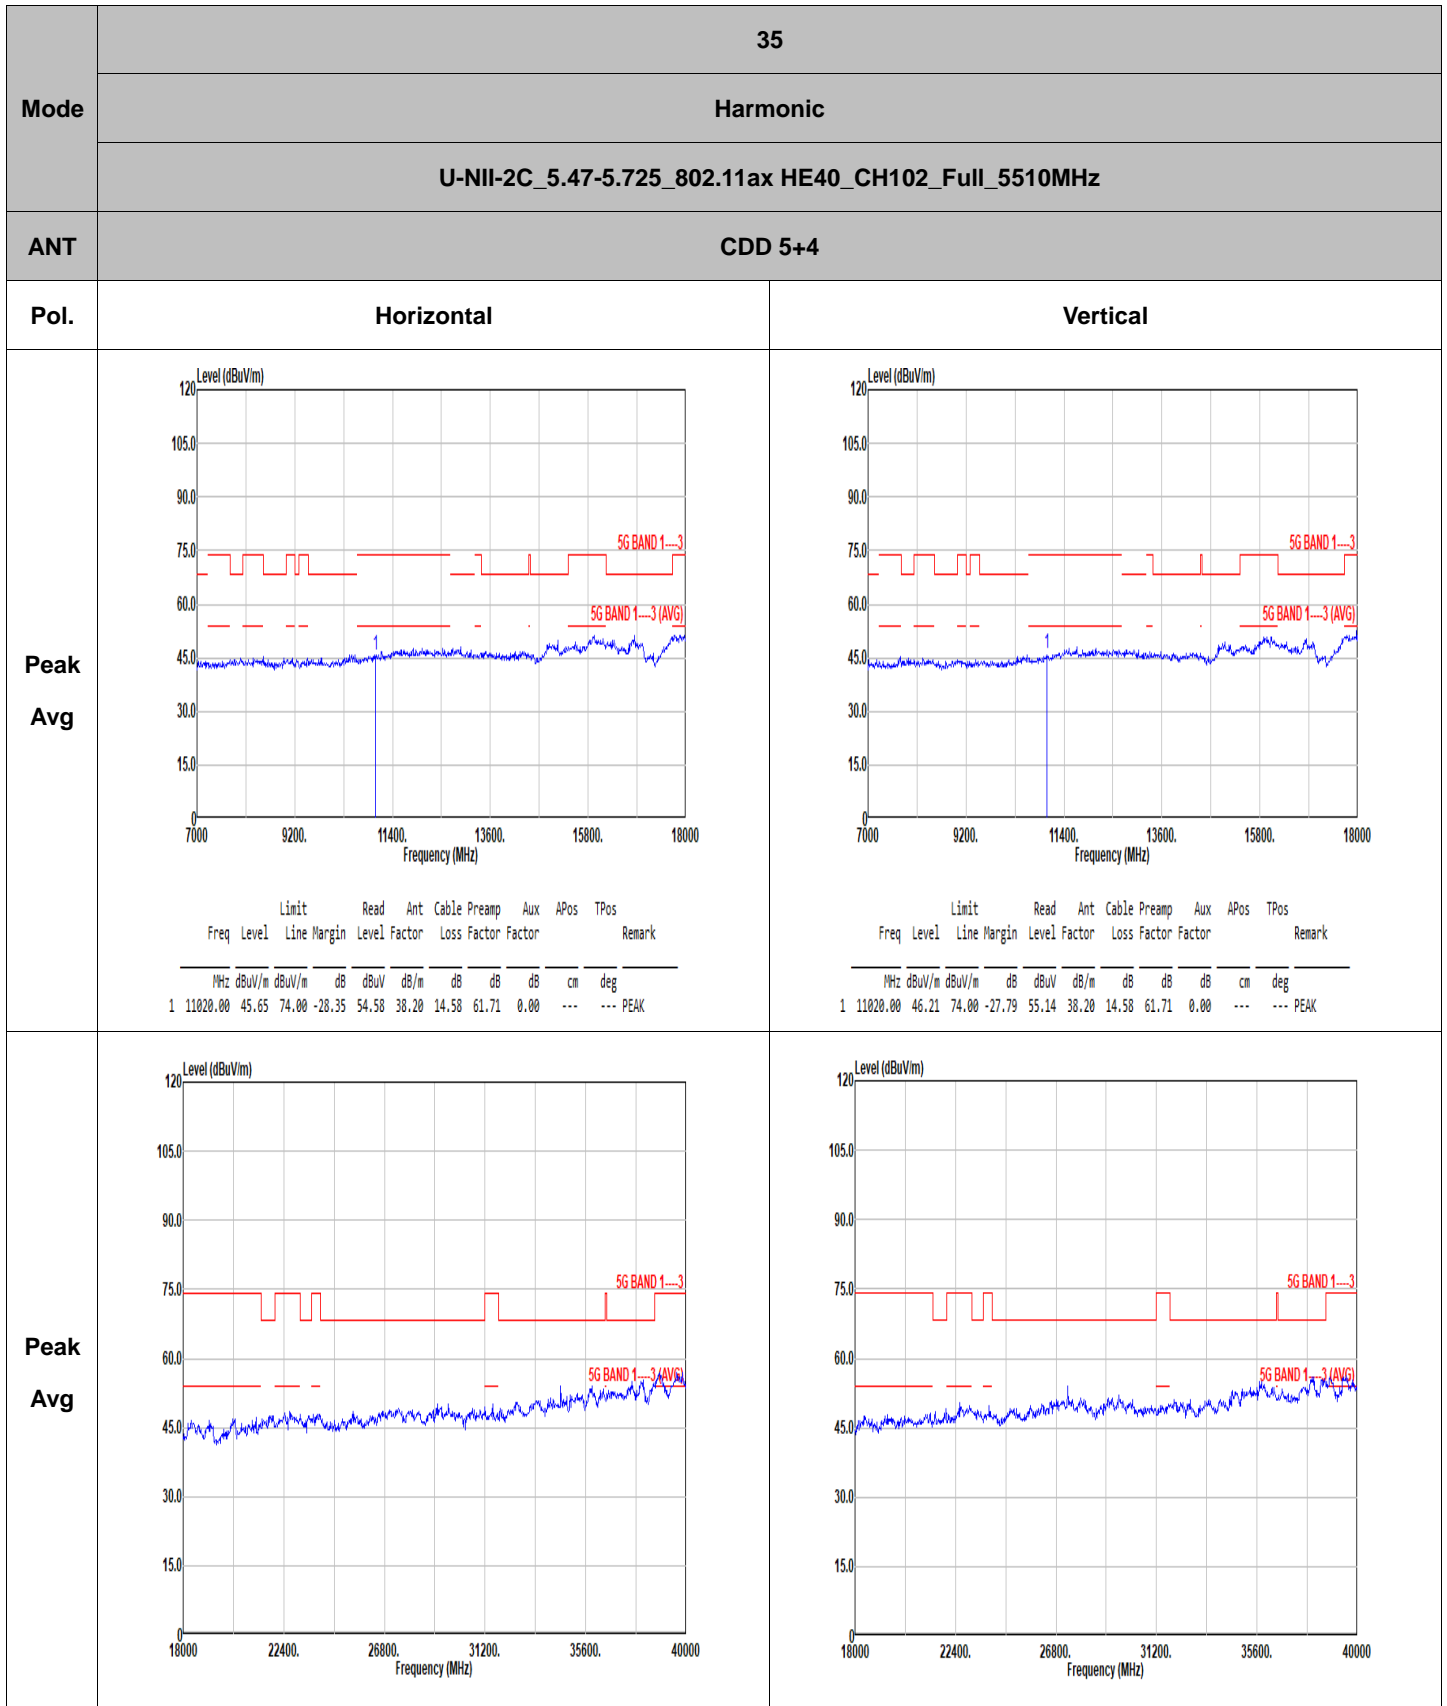 Mode
35
Harmonic
U-NII-2C_5.47-5.725_802.11ax HE40_CH102_Full_5510MHz
ANT
CDD 5+4
Pol.
Horizontal
Vertical
Peak
Avg
Level (dBuV/m)
120
105.0
90.0
75.0
60.0
45.0
30.0
15.0
0
5G BAND 1----3
5G BAND 1----3 (AVG)
1
7000 9200. 11400. 13600. 15800. 18000
Frequency (MHz)
Limit Read Ant Cable Preamp Aux APos TPos
Freq Level Line Margin Level Factor Loss Factor Factor Remark
MHz dBuV/m dBuV/m dB dBuV dB/m dB dB dB cm deg
1 11020.00 45.65 74.00 -28.35 54.58 38.20 14.58 61.71 0.00 --- --- PEAK
Level (dBuV/m)
120
105.0
90.0
75.0
60.0
45.0
30.0
15.0
0
5G BAND 1----3
5G BAND 1----3 (AVG)
1
7000 9200. 11400. 13600. 15800. 18000
Frequency (MHz)
Limit Read Ant Cable Preamp Aux APos TPos
Freq Level Line Margin Level Factor Loss Factor Factor Remark
MHz dBuV/m dBuV/m dB dBuV dB/m dB dB dB cm deg
1 11020.00 46.21 74.00 -27.79 55.14 38.20 14.58 61.71 0.00 --- --- PEAK
Peak
Avg
Level (dBuV/m)
120
105.0
90.0
75.0
60.0
45.0
30.0
15.0
0
5G BAND 1----3
5G BAND 1----3 (AVG)
18000 22400. 26800. 31200. 35600. 40000
Frequency (MHz)
Level (dBuV/m)
120
105.0
90.0
75.0
60.0
45.0
30.0
15.0
0
5G BAND 1----3
5G BAND 1----3 (AVG)
18000 22400. 26800. 31200. 35600. 40000
Frequency (MHz)